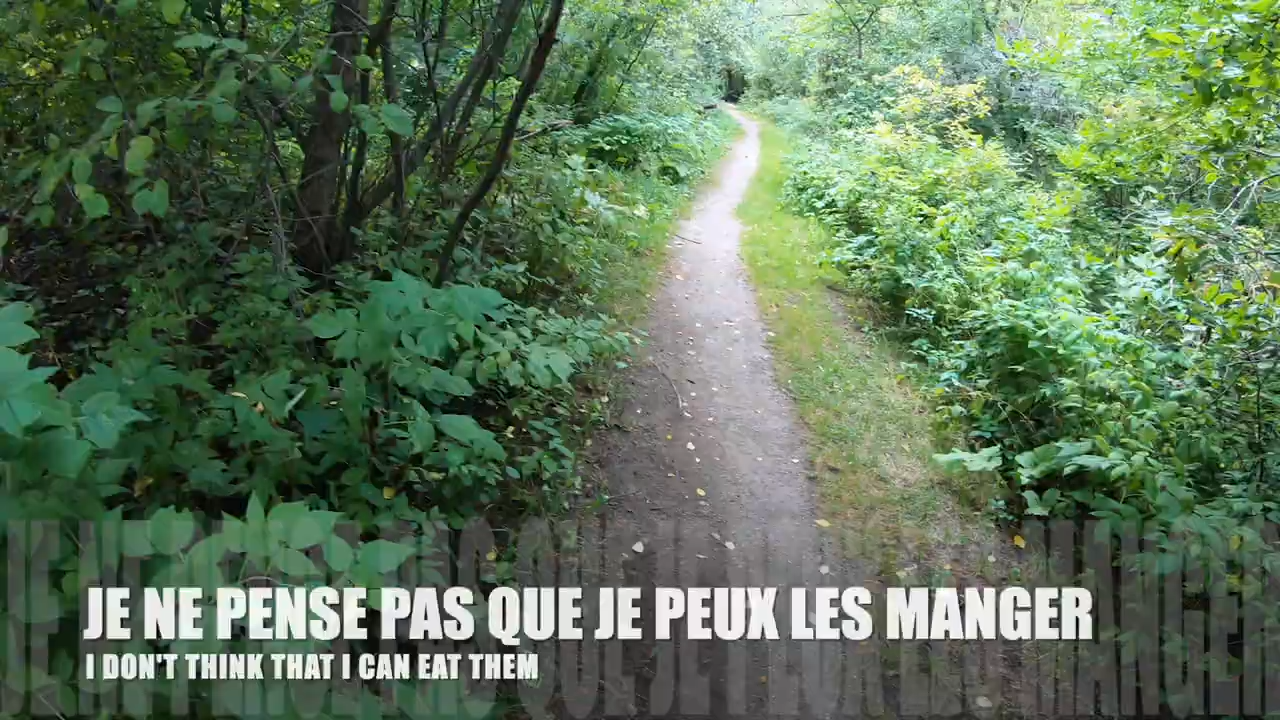 JE NE PENSE PAS QUE JE PEUX LES MANGER
I DON'T THINK THAT I CAN EAT THEM